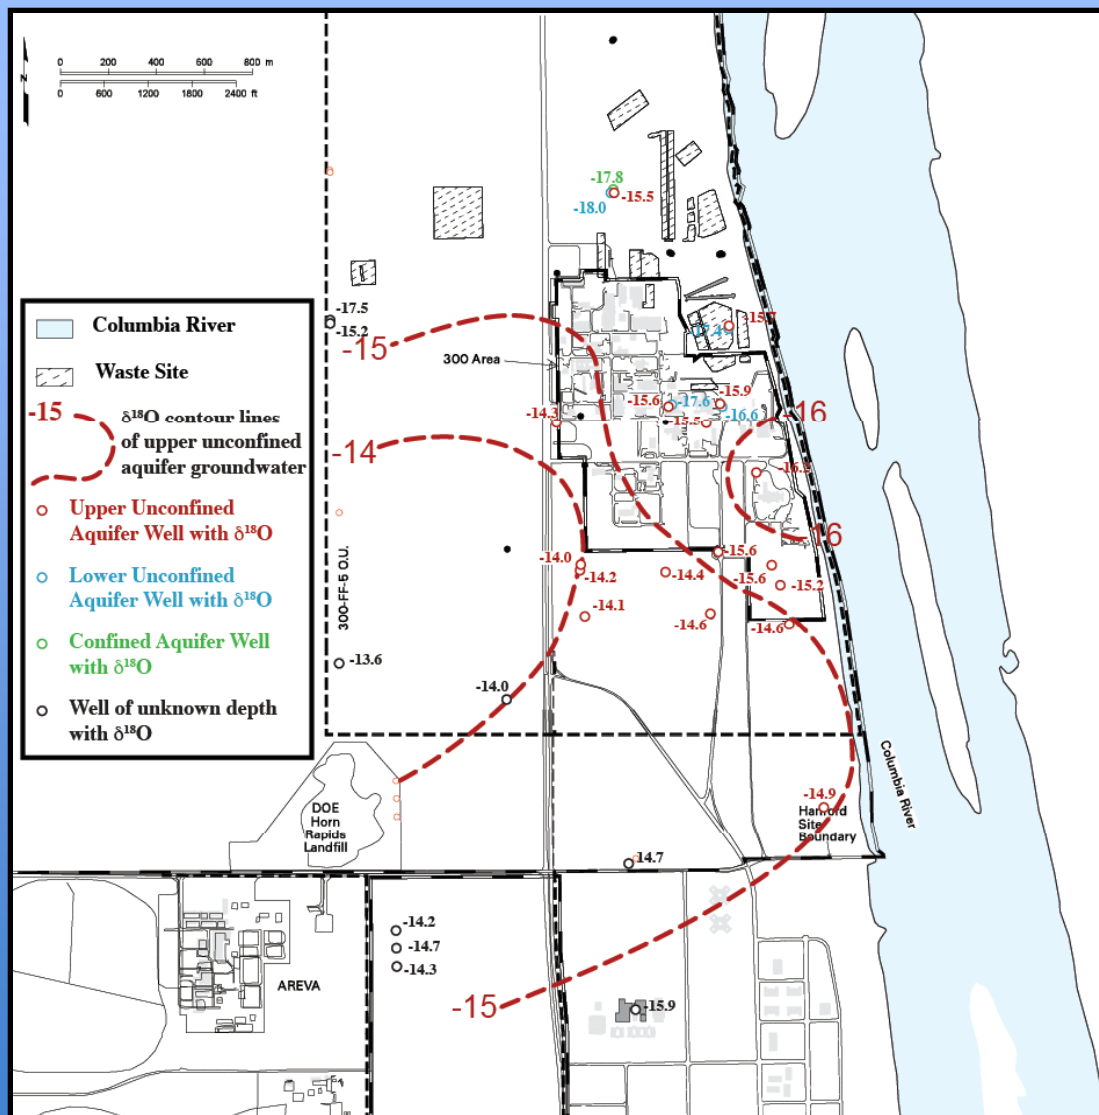 0 200 400 600 800 m
N
0 600 1200 1800 2400 ft
-17.8
-15.5
-18.0
-17.5
-15.2
-15
300 Area
-15.7
-17.4
Columbia River
Waste Site
-15
δ¹⁸O contour lines
of upper unconfined
aquifer groundwater
Upper Unconfined
Aquifer Well with δ¹⁸O
Lower Unconfined
Aquifer Well with δ¹⁸O
Confined Aquifer Well
with δ¹⁸O
Well of unknown depth
with δ¹⁸O
-14.3
-15.6
-17.6
-15.9
-16.6
-15.5
-16
-14
-16.2
-16
300-FF-5 O.U.
-14.0
-14.2
-14.4
-15.6
-15.6
-15.2
-14.1
-14.6
-14.6
-13.6
-14.0
Columbia River
DOE
Horn
Rapids
Landfill
-14.9
Hanford
Site
Boundary
14.7
-14.2
-14.7
-14.3
AREVA
-15
-15.9